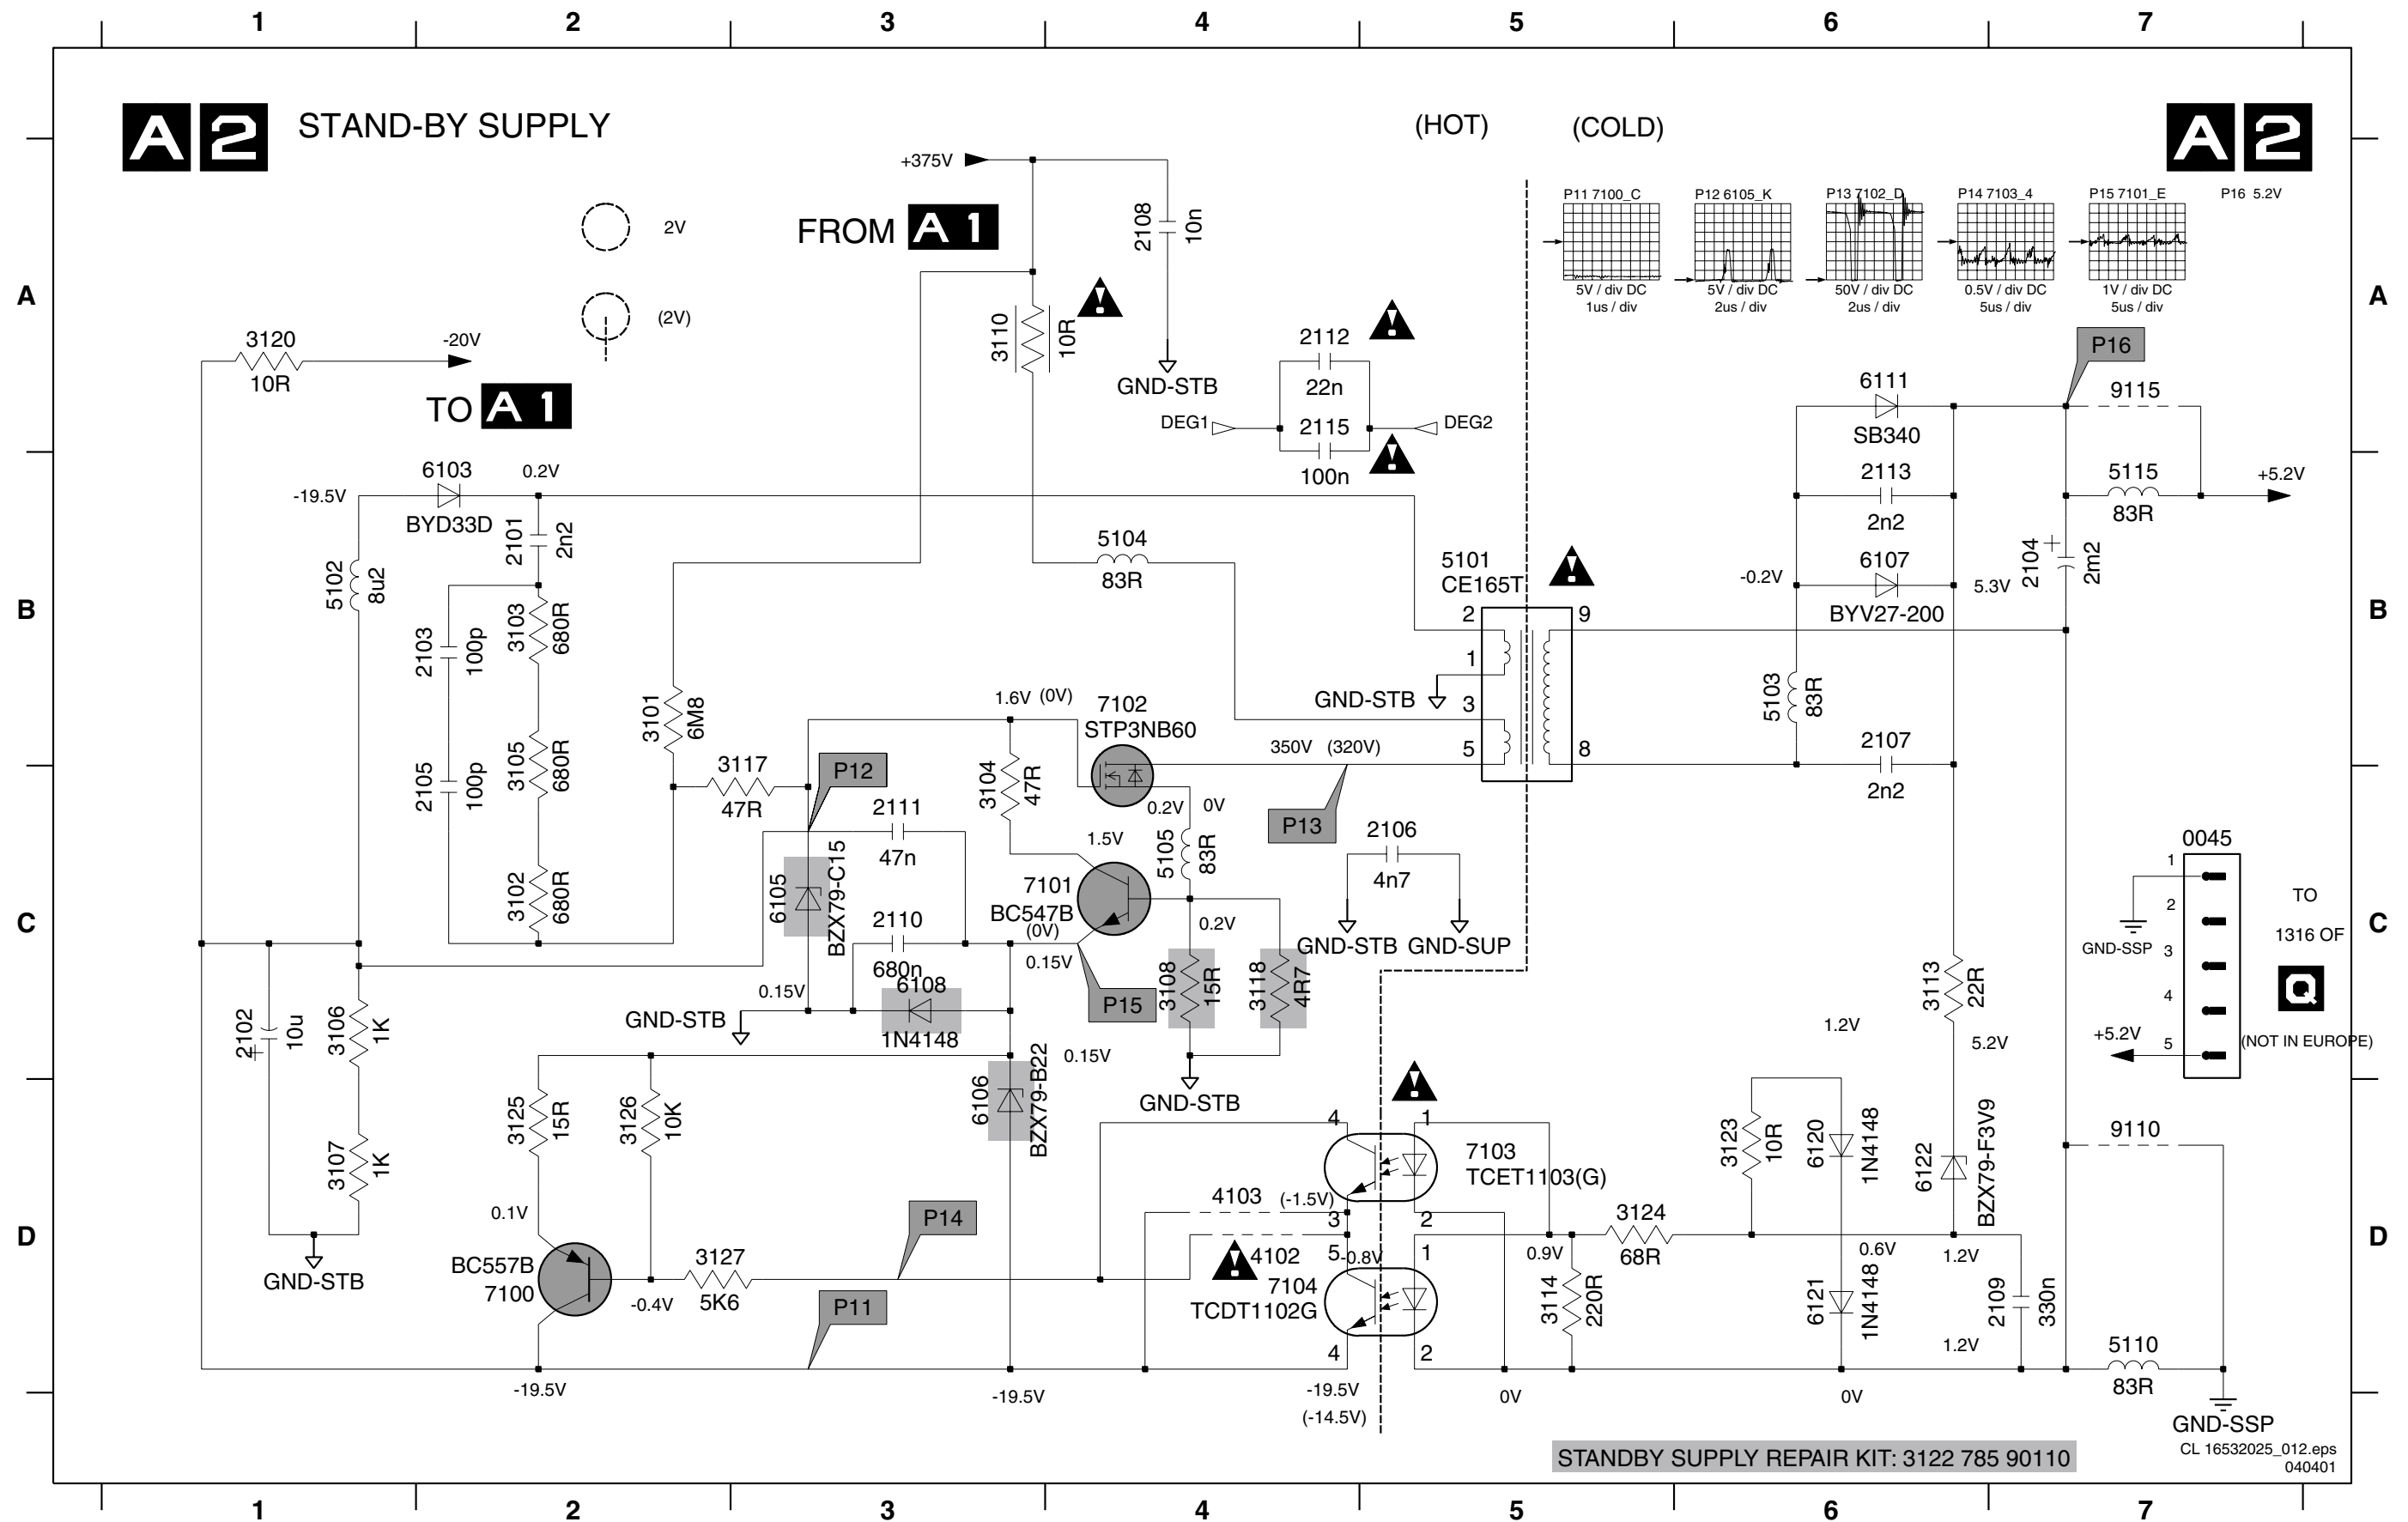 1 2 3 4 5 6 7
A 2 STAND-BY SUPPLY
(HOT) (COLD)
A 2
+375V
FROM A 1
2V
(2V)
2108 10n
GND-STB
P11 7100_C
5V / div DC
1us / div
P12 6105_K
5V / div DC
2us / div
P13 7102_D
50V / div DC
2us / div
P14 7103_4
0.5V / div DC
5us / div
P15 7101_E
1V / div DC
5us / div
P16 5.2V
A
A
3120
10R
-20V
TO A 1
3110 10R
2112
22n
DEG1
2115
100n
DEG2
P16
6111
SB340
9115
-19.5V
6103
BYD33D
0.2V
2101 2n2
2113
2n2
5115
83R
+5.2V
5102 8u2
5104
83R
5101
CE165T
-0.2V
6107
BYV27-200
5.3V
2104 + 2m2
B
B
2103 100p
3103 680R
2
1
3
5
9
8
GND-STB
3101 6M8
1.6V (0V)
7102
STP3NB60
5103 83R
350V (320V)
2107
2n2
2105 100p
3105 680R
3117
47R
P12
3104 47R
0.2V
0V
P13
2111
47n
1.5V
5105 83R
2106
4n7
GND-STB GND-SUP
0045
1
2
3
4
5
GND-SSP
+5.2V
TO
1316 OF
Q
(NOT IN EUROPE)
C
C
3102 680R
6105 BZX79-C15
2110
680n
7101
BC547B
(0V)
0.15V
0.2V
3108 15R
3118 4R7
P15
0.15V
6108
1N4148
GND-STB
2102 + 10u
3106 1K
3113 22R
1.2V
5.2V
0.15V
GND-STB
6106 BZX79-B22
3125 15R
3126 10K
3107 1K
4
1
7103
TCET1103(G)
3
2
4103 (-1.5V)
3123 10R
6120 1N4148
6122 BZX79-F3V9
9110
D
D
GND-STB
0.1V
BC557B
7100
-0.4V
3127
5K6
P14
P11
4102
5
-0.8V
1
7104
TCDT1102G
4
2
0.9V
3124
68R
3114 220R
0.6V
1.2V
6121 1N4148
2109 330n
1.2V
5110
83R
-19.5V
-19.5V
-19.5V
(-14.5V)
0V
0V
GND-SSP
STANDBY SUPPLY REPAIR KIT: 3122 785 90110
CL 16532025_012.eps
040401
1 2 3 4 5 6 7